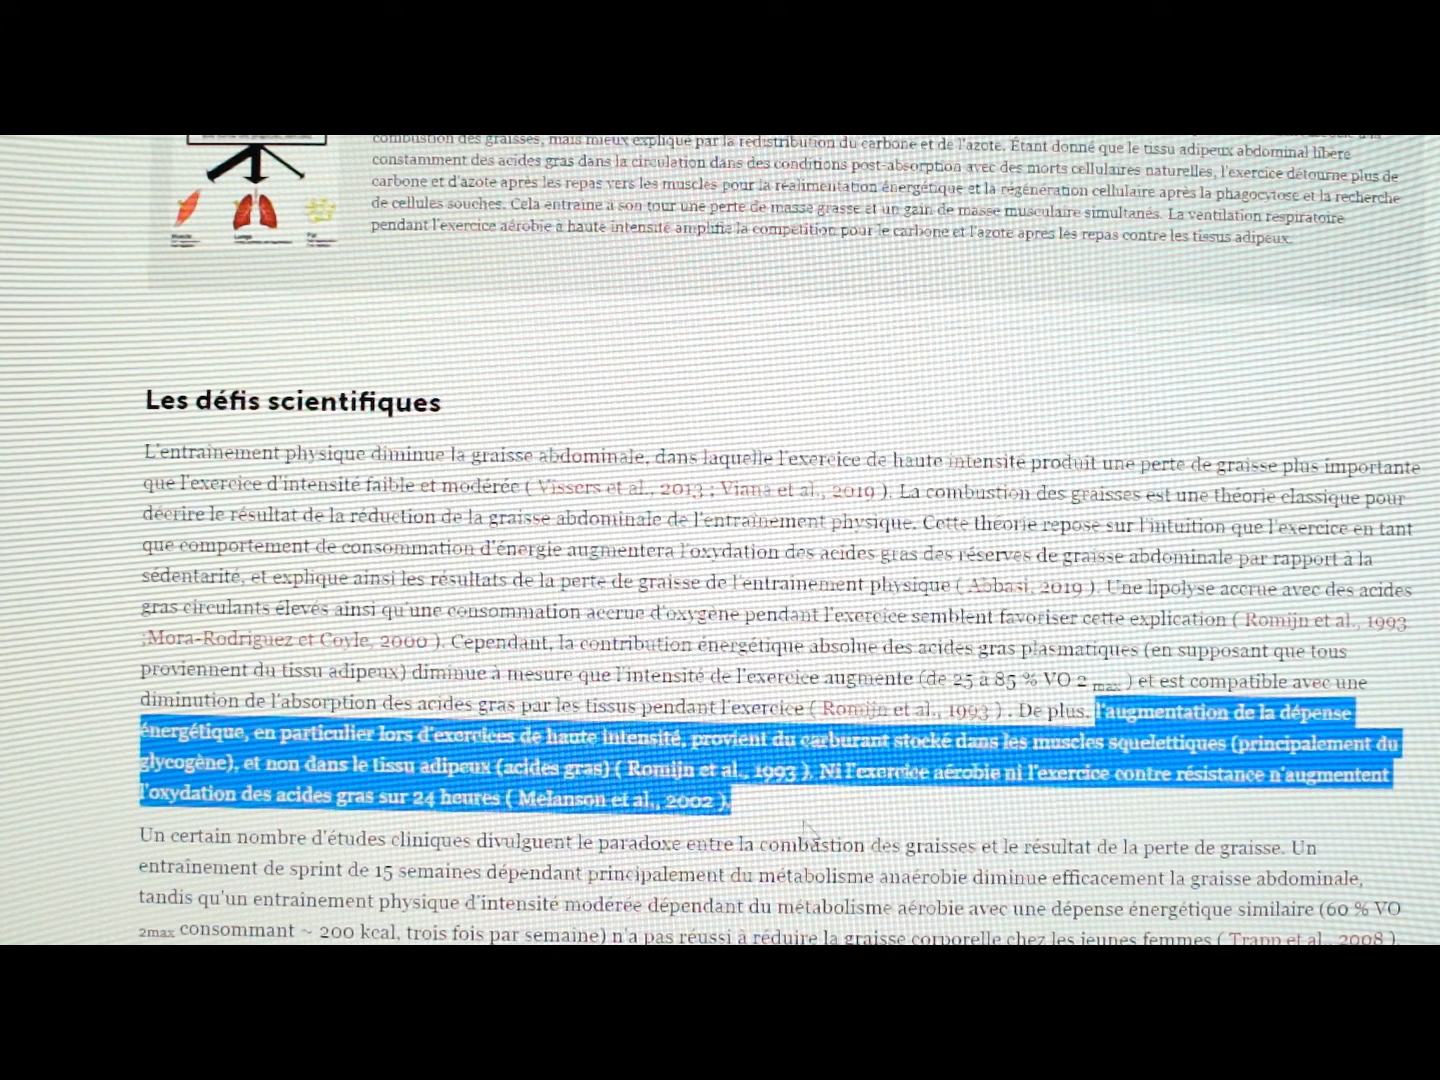 combustion des graisses, mais mieux expliqué par la redistribution du carbone et de l'azote. Étant donné que le tissu adipeux abdominal libère
constamment des acides gras dans la circulation dans des conditions post-absorption avec des morts cellulaires naturelles, l'exercice détourne plus de
carbone et d'azote après les repas vers les muscles pour la réalimentation énergétique et la régénération cellulaire après la phagocytose et la recherche
de cellules souches. Cela entraîne à son tour une perte de masse grasse et un gain de masse musculaire simultanés. La ventilation respiratoire
pendant l'exercice aérobie à haute intensité amplifie la compétition pour le carbone et l'azote après les repas contre les tissus adipeux.
Les défis scientifiques
L'entraînement physique diminue la graisse abdominale, dans laquelle l'exercice de haute intensité produit une perte de graisse plus importante
que l'exercice d'intensité faible et modérée ( Vissers et al., 2013 ; Viana et al., 2019 ). La combustion des graisses est une théorie classique pour
décrire le résultat de la réduction de la graisse abdominale de l'entraînement physique. Cette théorie repose sur l'intuition que l'exercice en tant
que comportement de consommation d'énergie augmentera l'oxydation des acides gras des réserves de graisse abdominale par rapport à la
sédentarité, et explique ainsi les résultats de la perte de graisse de l'entraînement physique ( Abbasi, 2019 ). Une lipolyse accrue avec des acides
gras circulants élevés ainsi qu'une consommation accrue d'oxygène pendant l'exercice semblent favoriser cette explication ( Romijn et al., 1993
;Mora-Rodriguez et Coyle, 2000 ). Cependant, la contribution énergétique absolue des acides gras plasmatiques (en supposant que tous
proviennent du tissu adipeux) diminue à mesure que l'intensité de l'exercice augmente (de 25 à 85 % VO 2 max ) et est compatible avec une
diminution de l'absorption des acides gras par les tissus pendant l'exercice ( Romijn et al., 1993 ) . De plus, l'augmentation de la dépense
énergétique, en particulier lors d'exercices de haute intensité, provient du carburant stocké dans les muscles squelettiques (principalement du
glycogène), et non dans le tissu adipeux (acides gras) ( Romijn et al., 1993 ). Ni l'exercice aérobie ni l'exercice contre résistance n'augmentent
l'oxydation des acides gras sur 24 heures ( Melanson et al., 2002 ).
Un certain nombre d'études cliniques divulguent le paradoxe entre la combustion des graisses et le résultat de la perte de graisse. Un
entraînement de sprint de 15 semaines dépendant principalement du métabolisme anaérobie diminue efficacement la graisse abdominale,
tandis qu'un entraînement physique d'intensité modérée dépendant du métabolisme aérobie avec une dépense énergétique similaire (60 % VO
2max consommant ~ 200 kcal, trois fois par semaine) n'a pas réussi à réduire la graisse corporelle chez les jeunes femmes ( Trapp et al., 2008 ).